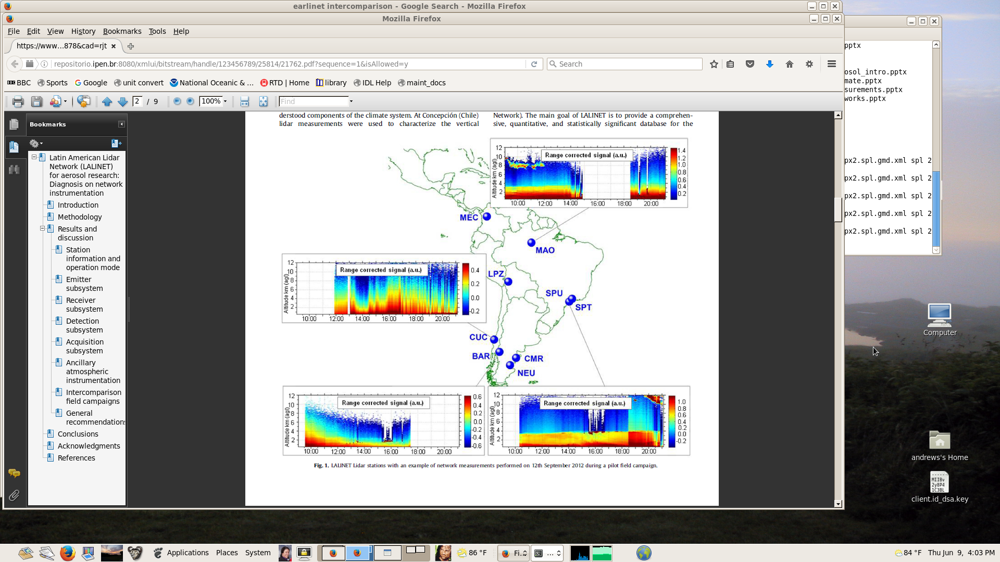 earlinet intercomparison - Google Search - Mozilla Firefox
Mozilla Firefox
File Edit View History Bookmarks Tools Help
https://www...878&cad=rjt
repositorio.ipen.br:8080/xmlui/bitstream/handle/123456789/25814/21762.pdf?sequence=1&isAllowed=y
Search
BBC Sports Google unit convert National Oceanic & ... RTD | Home library IDL Help maint_docs
2 / 9 100% Find
Bookmarks
Latin American Lidar
Network (LALINET)
for aerosol research:
Diagnosis on network
instrumentation
Introduction
Methodology
Results and
discussion
Station
information and
operation mode
Emitter
subsystem
Receiver
subsystem
Detection
subsystem
Acquisition
subsystem
Ancillary
atmospheric
instrumentation
Intercomparison
field campaigns
General
recommendation
Conclusions
Acknowledgments
References
derstood components of the climate system. At Concepción (Chile)
lidar measurements were used to characterize the vertical
Network). The main goal of LALINET is to provide a comprehen-
sive, quantitative, and statistically significant database for the
Range corrected signal (a.u.)
Altitude km (agl)
12
10
8
6
4
2
10:00 12:00 14:00 16:00 18:00 20:00
1.4
1.2
1.0
0.8
0.6
0.4
0.2
MEC
MAO
Range corrected signal (a.u.)
Altitude km (agl)
12
10
8
6
4
2
10:00 12:00 14:00 16:00 18:00 20:00
0.4
0.2
0.0
-0.2
LPZ
SPU
SPT
CUC
BAR
CMR
NEU
Range corrected signal (a.u.)
Altitude km (agl)
12
10
8
6
4
2
10:00 12:00 14:00 16:00 18:00 20:00
0.6
0.4
0.2
0.0
-0.2
-0.4
-0.6
Range corrected signal (a.u.)
Altitude km (agl)
12
10
8
6
4
2
10:00 12:00 14:00 16:00 18:00 20:00
1.0
0.8
0.6
0.4
0.2
0.0
-0.2
Fig. 1. LALINET Lidar stations with an example of network measurements performed on 12th September 2012 during a pilot field campaign.
pptx
osol_intro.pptx
mate.pptx
surements.pptx
works.pptx
px2.spl.gmd.xml spl 2
px2.spl.gmd.xml spl 2
px2.spl.gmd.xml spl 2
px2.spl.gmd.xml spl 2
px2.spl.gmd.xml spl 2
Computer
andrews's Home
MIIBv
2y8P4
1C3BL
client.id_dsa.key
Applications Places System 86 °F Fi... ... 84 °F Thu Jun 9, 4:03 PM